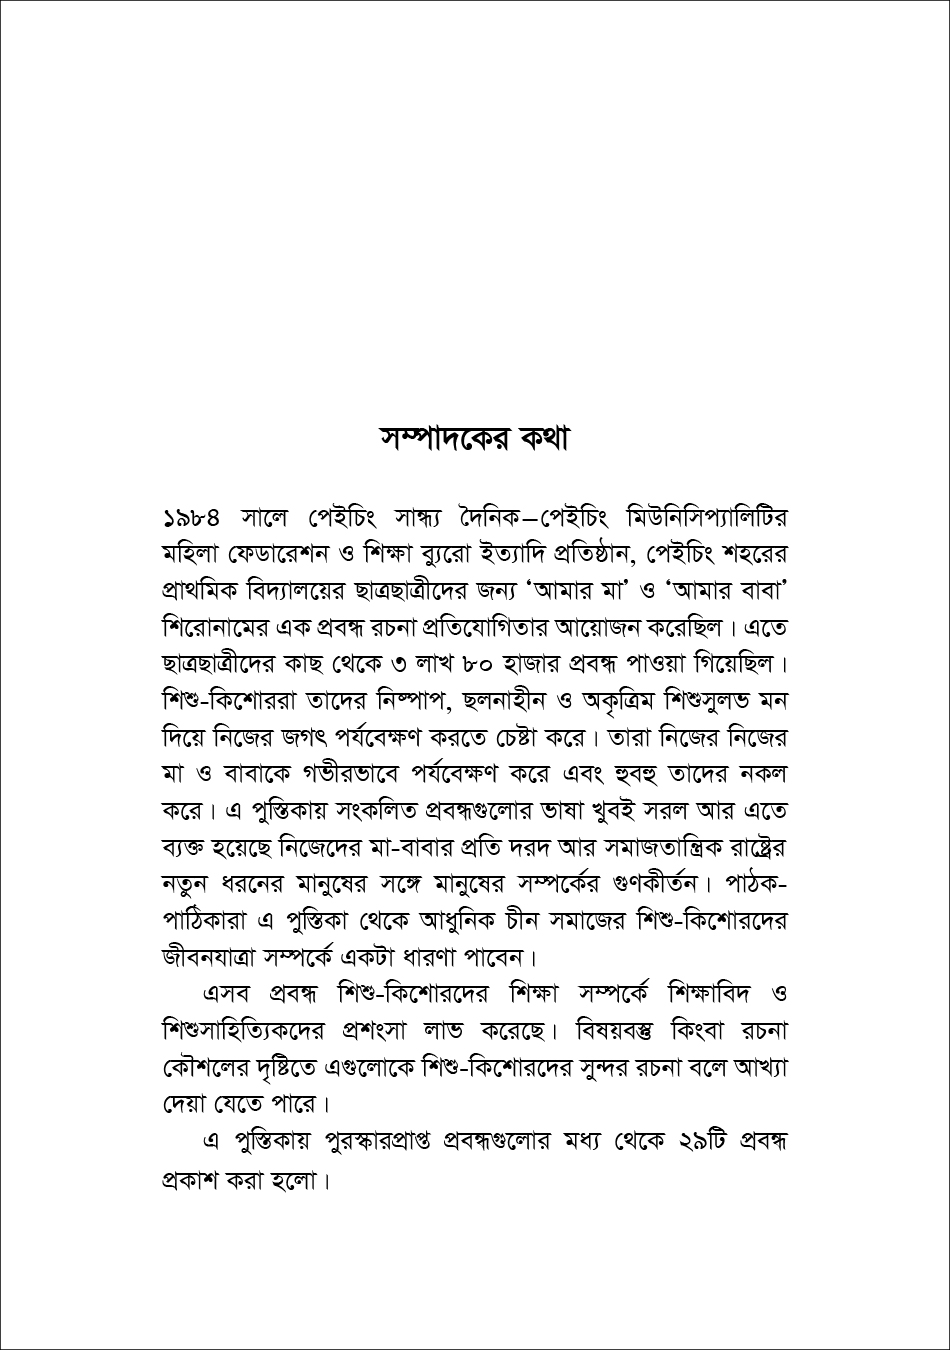 সম্পাদকের কথা
১৯৮৪ সালে পেইচিং সান্ধ্য দৈনিক–পেইচিং মিউনিসিপ্যালিটির
মহিলা ফেডারেশন ও শিক্ষা ব্যুরো ইত্যাদি প্রতিষ্ঠান, পেইচিং শহরের
প্রাথমিক বিদ্যালয়ের ছাত্রছাত্রীদের জন্য ‘আমার মা’ ও ‘আমার বাবা’
শিরোনামের এক প্রবন্ধ রচনা প্রতিযোগিতার আয়োজন করেছিল। এতে
ছাত্রছাত্রীদের কাছ থেকে ৩ লাখ ৮০ হাজার প্রবন্ধ পাওয়া গিয়েছিল।
শিশু-কিশোররা তাদের নিষ্পাপ, ছলনাহীন ও অকৃত্রিম শিশুসুলভ মন
দিয়ে নিজের জগৎ পর্যবেক্ষণ করতে চেষ্টা করে। তারা নিজের নিজের
মা ও বাবাকে গভীরভাবে পর্যবেক্ষণ করে এবং হুবহু তাদের নকল
করে। এ পুস্তিকায় সংকলিত প্রবন্ধগুলোর ভাষা খুবই সরল আর এতে
ব্যক্ত হয়েছে নিজেদের মা-বাবার প্রতি দরদ আর সমাজতান্ত্রিক রাষ্ট্রের
নতুন ধরনের মানুষের সঙ্গে মানুষের সম্পর্কের গুণকীর্তন। পাঠক-
পাঠিকারা এ পুস্তিকা থেকে আধুনিক চীন সমাজের শিশু-কিশোরদের
জীবনযাত্রা সম্পর্কে একটা ধারণা পাবেন।
এসব প্রবন্ধ শিশু-কিশোরদের শিক্ষা সম্পর্কে শিক্ষাবিদ ও
শিশুসাহিত্যিকদের প্রশংসা লাভ করেছে। বিষয়বস্তু কিংবা রচনা
কৌশলের দৃষ্টিতে এগুলোকে শিশু-কিশোরদের সুন্দর রচনা বলে আখ্যা
দেয়া যেতে পারে।
এ পুস্তিকায় পুরস্কারপ্রাপ্ত প্রবন্ধগুলোর মধ্য থেকে ২৯টি প্রবন্ধ
প্রকাশ করা হলো।